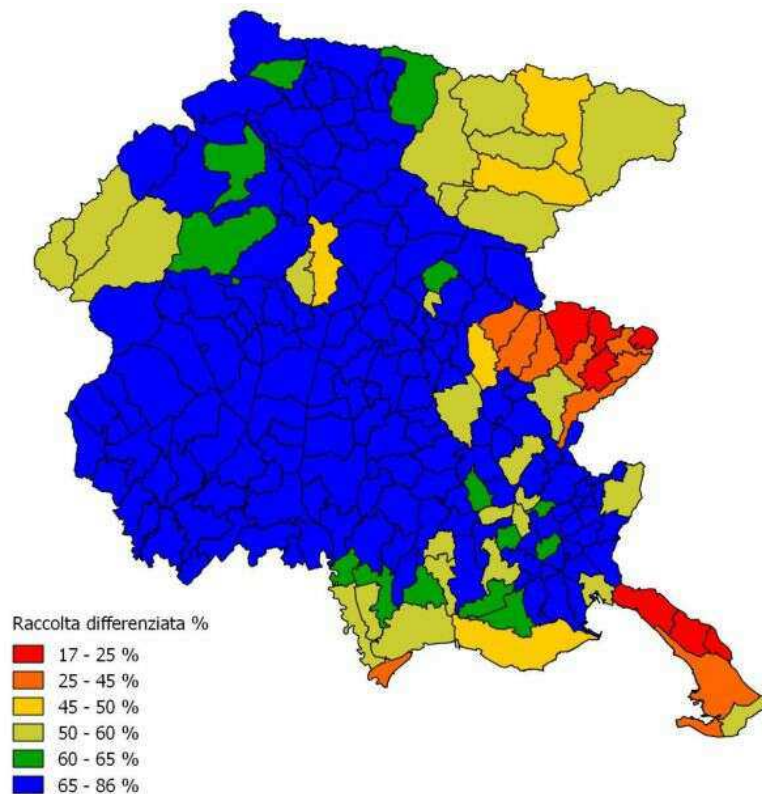 Raccolta differenziata %
17 - 25 %
25 - 45 %
45 - 50 %
50 - 60 %
60 - 65 %
65 - 86 %